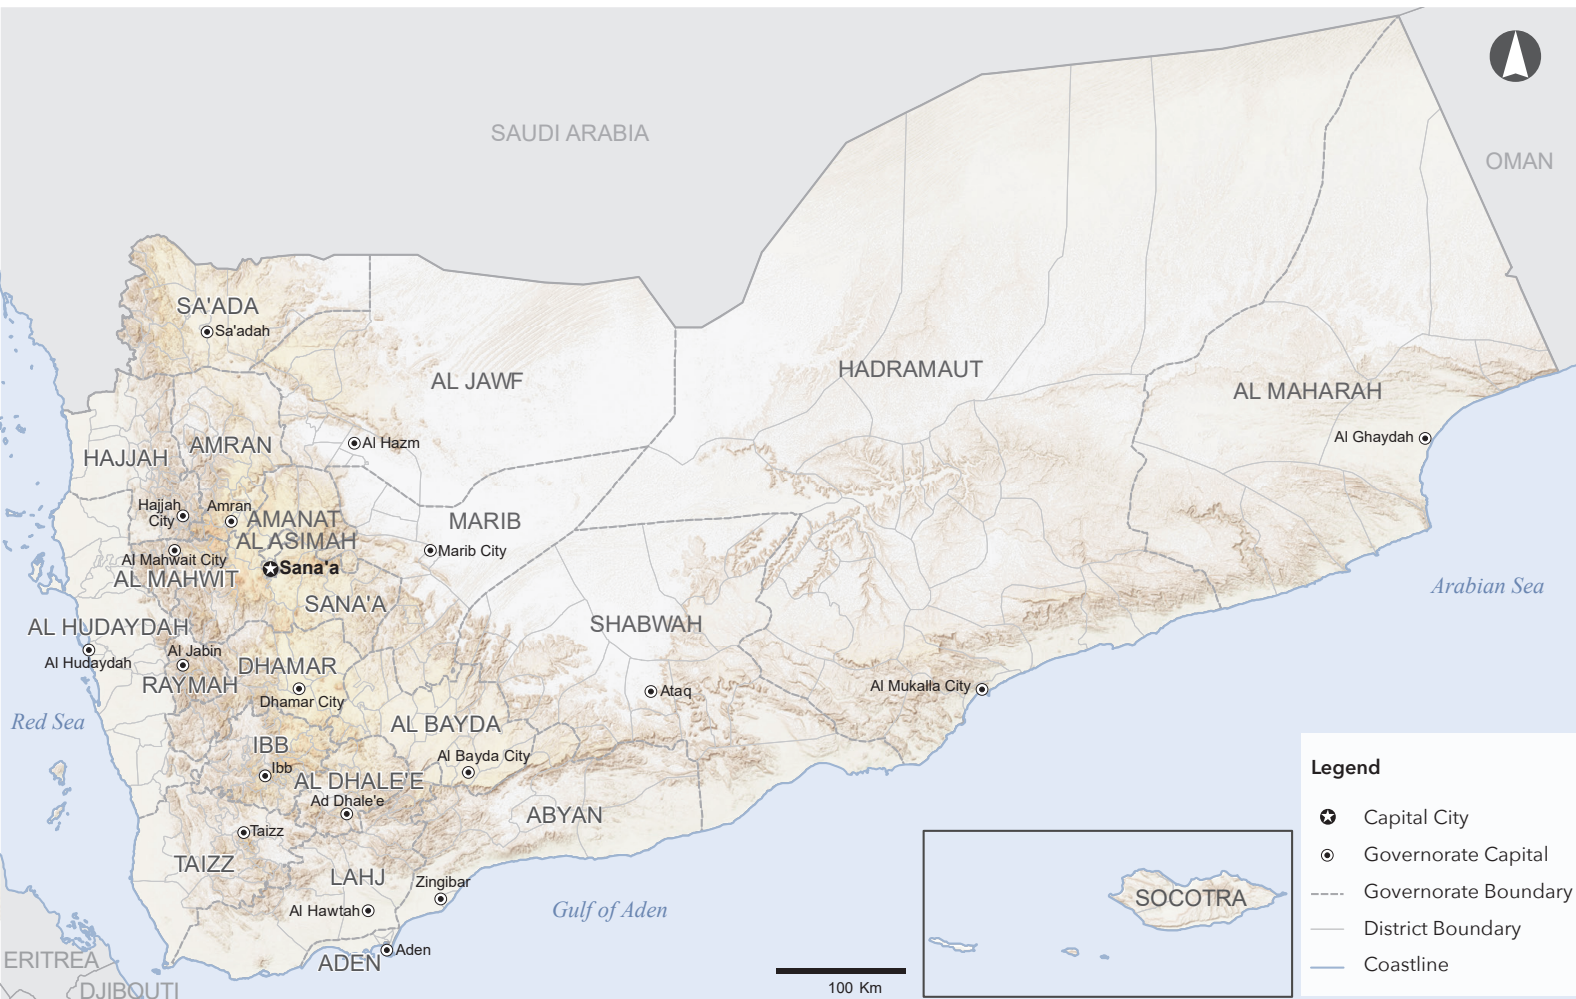 SAUDI ARABIA
OMAN
SA'ADA
Sa'adah
AL JAWF
HADRAMAUT
AL MAHARAH
Al Ghaydah
AMRAN
Al Hazm
HAJJAH
Hajjah
City
Amran
AMANAT
AL ASIMAH
MARIB
Marib City
Al Mahwait City
Sana'a
AL MAHWIT
Arabian Sea
SANA'A
SHABWAH
AL HUDAYDAH
Al Hudaydah
Al Jabin
DHAMAR
RAYMAH
Dhamar City
Ataq
Al Mukalla City
Red Sea
AL BAYDA
IBB
Al Bayda City
Ibb
AL DHALE'E
Ad Dhale'e
ABYAN
Taizz
TAIZZ
LAHJ
Zingibar
Al Hawtah
Gulf of Aden
Aden
ADEN
ERITREA
DJIBOUTI
100 Km
SOCOTRA
Legend
Capital City
Governorate Capital
Governorate Boundary
District Boundary
Coastline